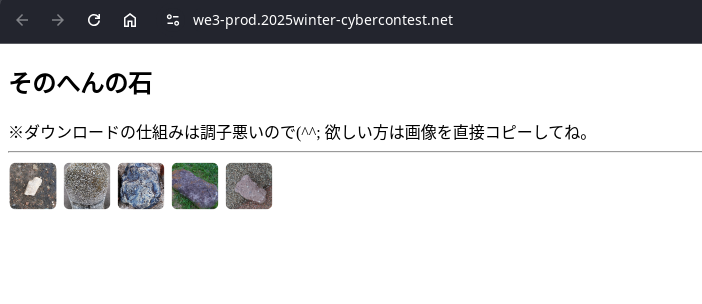 we3-prod.2025winter-cybercontest.net
そのへんの石
※ダウンロードの仕組みは調子悪いので(^^; 欲しい方は画像を直接コピーしてね。